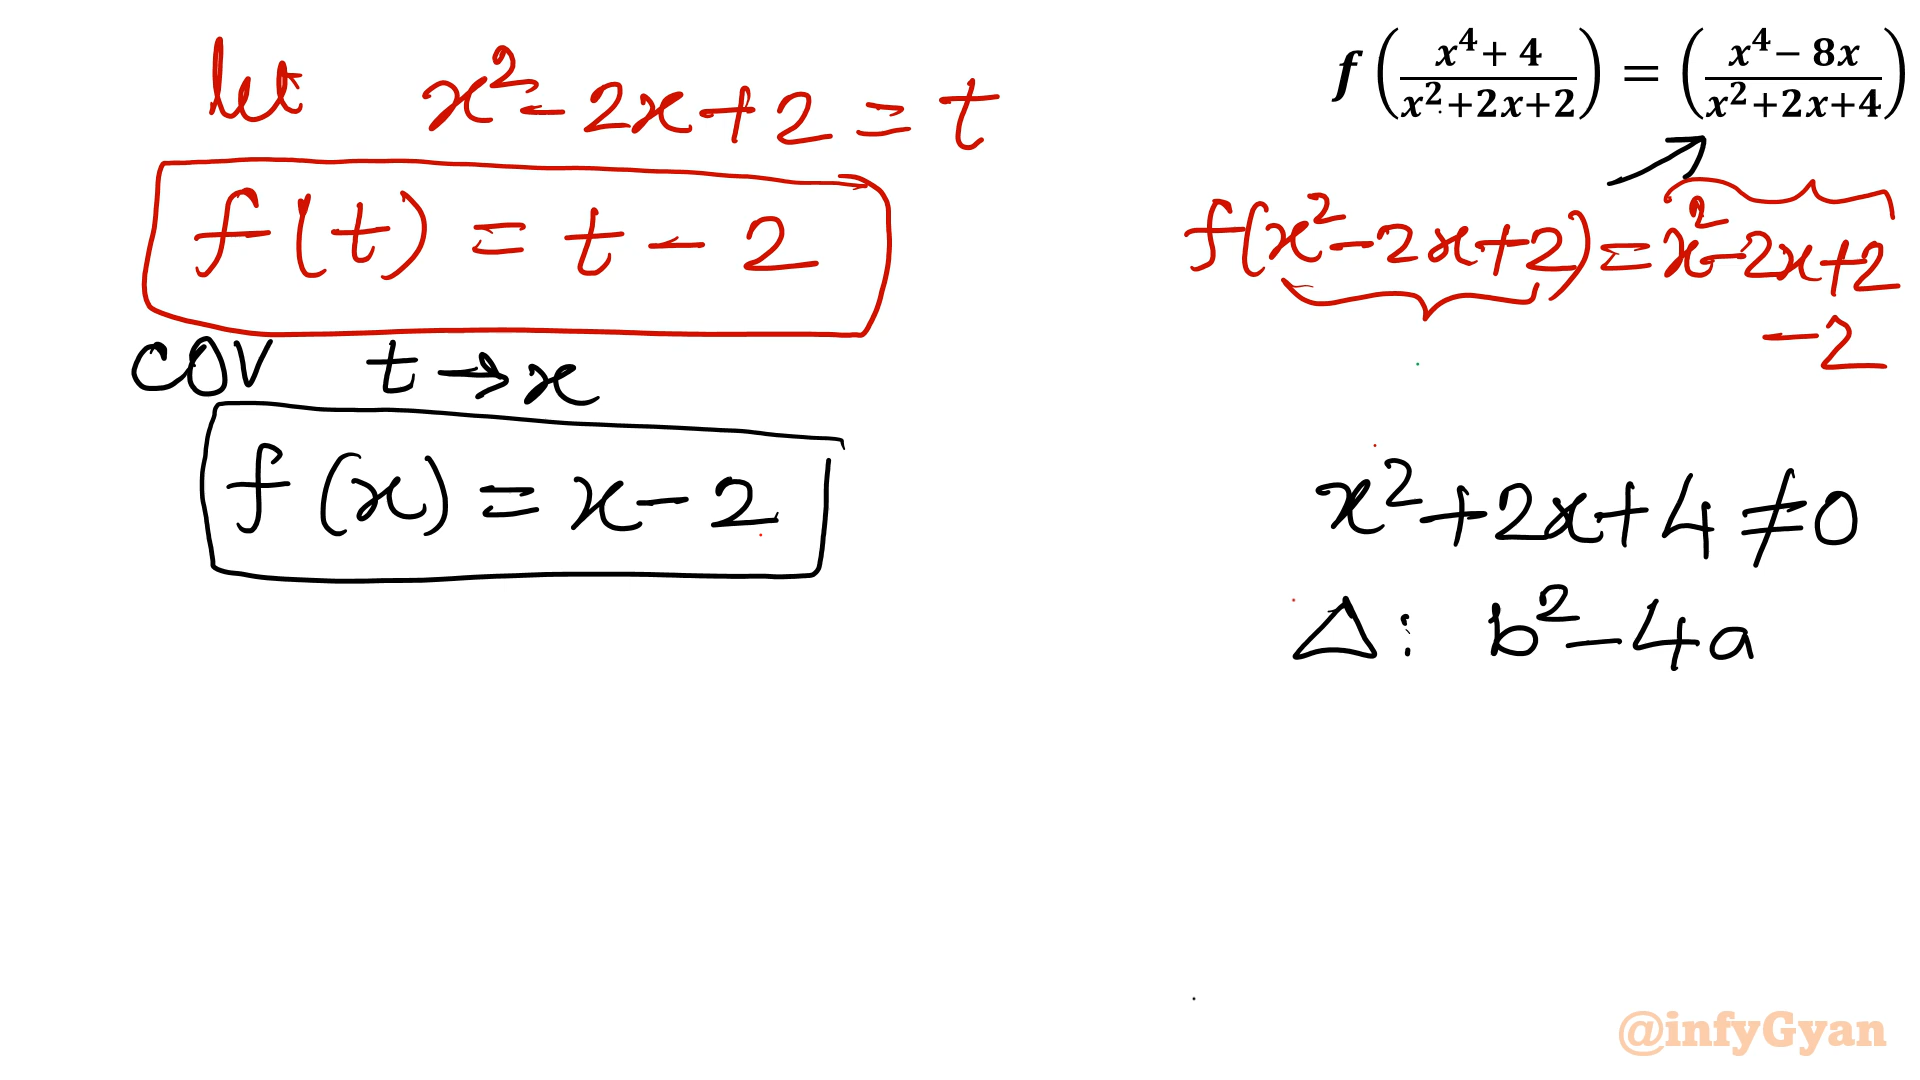 let x² - 2x + 2 = t
f(t) = t - 2
COV t → x
f(x) = x - 2
f((x⁴ + 4)/(x² + 2x + 2)) = ((x⁴ - 8x)/(x² + 2x + 4))
f(x² - 2x + 2) = x² - 2x + 2
- 2
x² + 2x + 4 ≠ 0
Δ : b² - 4a
@infyGyan